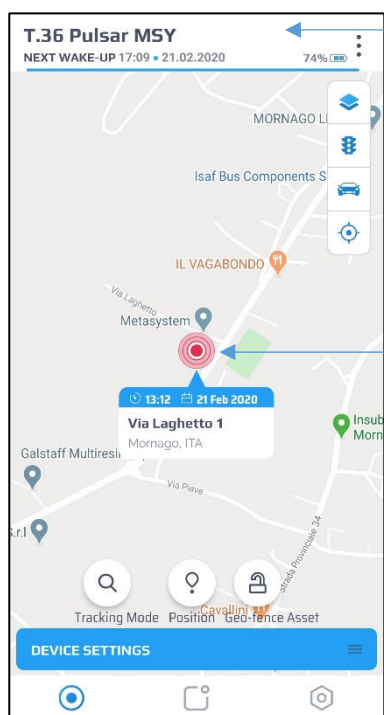 T.36 Pulsar MSY
NEXT WAKE-UP 17:09 • 21.02.2020
74%
MORNAGO L
Isaf Bus Components S
IL VAGABONDO
Via Laghetto
Metasystem
13:12 21 Feb 2020
Via Laghetto 1
Mornago, ITA
Insub
Morn
Galstaff Multiresi
Via Piave
s.r.l
Strada Provinciale 34
Cavallini
Tracking Mode Position Geo-fence Asset
DEVICE SETTINGS